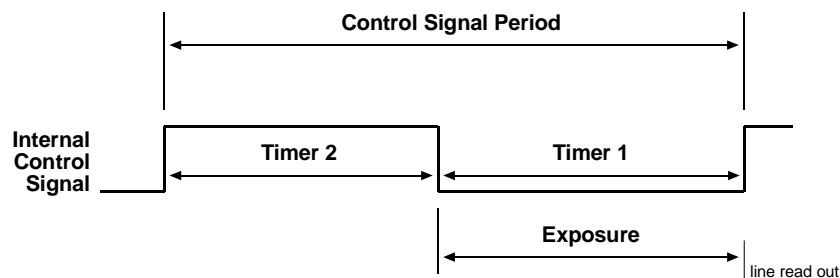 Control Signal Period
Internal
Control
Signal
Timer 2
Timer 1
Exposure
line read out